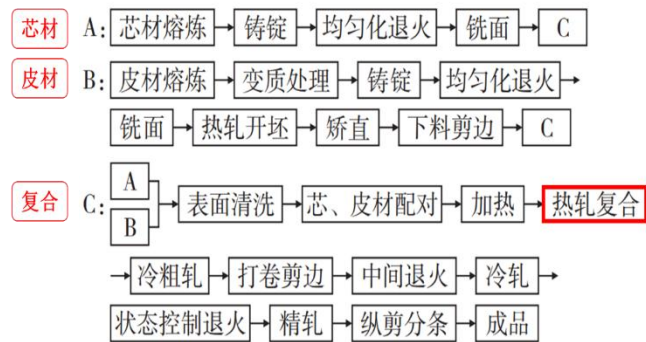 芯材 A: 芯材熔炼 → 铸锭 → 均匀化退火 → 铣面 → C
皮材 B: 皮材熔炼 → 变质处理 → 铸锭 → 均匀化退火 →
铣面 → 热轧开坯 → 矫直 → 下料剪边 → C
复合 C: A B → 表面清洗 → 芯、皮材配对 → 加热 → 热轧复合
→ 冷粗轧 → 打卷剪边 → 中间退火 → 冷轧 →
状态控制退火 → 精轧 → 纵剪分条 → 成品